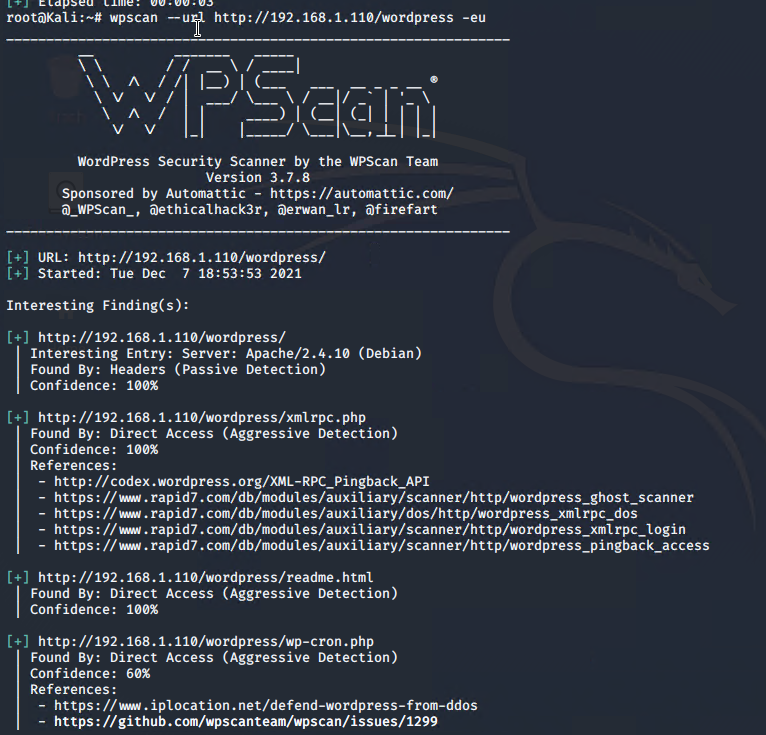 [+] Elapsed time: 00:00:03
root@Kali:~# wpscan --url http://192.168.1.110/wordpress -eu
WPScan ®
WordPress Security Scanner by the WPScan Team
Version 3.7.8
Sponsored by Automattic - https://automattic.com/
@_WPScan_, @ethicalhack3r, @erwan_lr, @firefart
[+] URL: http://192.168.1.110/wordpress/
[+] Started: Tue Dec  7 18:53:53 2021
Interesting Finding(s):
[+] http://192.168.1.110/wordpress/
| Interesting Entry: Server: Apache/2.4.10 (Debian)
| Found By: Headers (Passive Detection)
| Confidence: 100%
[+] http://192.168.1.110/wordpress/xmlrpc.php
| Found By: Direct Access (Aggressive Detection)
| Confidence: 100%
| References:
|  - http://codex.wordpress.org/XML-RPC_Pingback_API
|  - https://www.rapid7.com/db/modules/auxiliary/scanner/http/wordpress_ghost_scanner
|  - https://www.rapid7.com/db/modules/auxiliary/dos/http/wordpress_xmlrpc_dos
|  - https://www.rapid7.com/db/modules/auxiliary/scanner/http/wordpress_xmlrpc_login
|  - https://www.rapid7.com/db/modules/auxiliary/scanner/http/wordpress_pingback_access
[+] http://192.168.1.110/wordpress/readme.html
| Found By: Direct Access (Aggressive Detection)
| Confidence: 100%
[+] http://192.168.1.110/wordpress/wp-cron.php
| Found By: Direct Access (Aggressive Detection)
| Confidence: 60%
| References:
|  - https://www.iplocation.net/defend-wordpress-from-ddos
|  - https://github.com/wpscanteam/wpscan/issues/1299